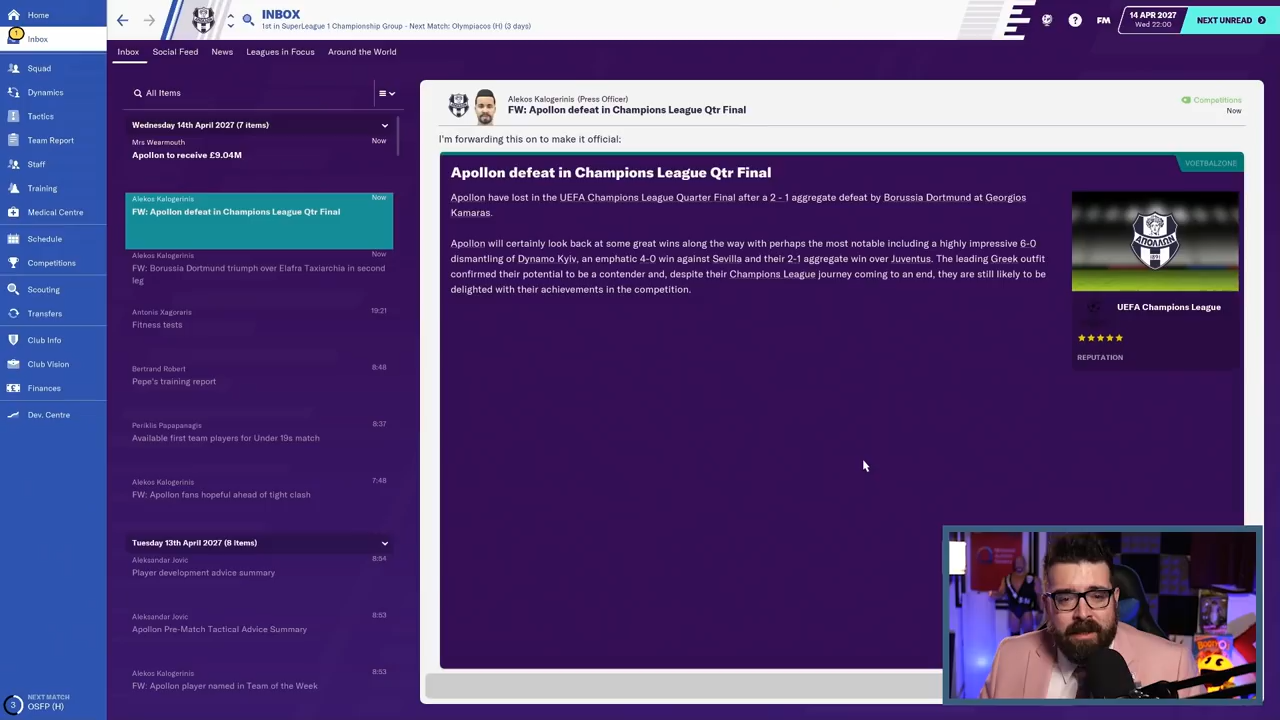 Home
1
Inbox
Squad
Dynamics
Tactics
Team Report
Staff
Training
Medical Centre
Schedule
Competitions
Scouting
Transfers
Club Info
Club Vision
Finances
Dev. Centre
3
NEXT MATCH
OSFP (H)
INBOX
1st in SuperLeague 1 Championship Group - Next Match: Olympiacos (H) (3 days)
?
FM
14 APR 2027
Wed 22:00
NEXT UNREAD
Inbox
Social Feed
News
Leagues in Focus
Around the World
All Items
Wednesday 14th April 2027 (7 items)
Mrs Wearmouth
Now
Apollon to receive £9.04M
Alekos Kalogerinis
Now
FW: Apollon defeat in Champions League Qtr Final
Alekos Kalogerinis
Now
FW: Borussia Dortmund triumph over Elafra Taxiarchia in second
leg
Antonis Xagoraris
19:21
Fitness tests
Bertrand Robert
8:48
Pepe's training report
Periklis Papapanagis
8:37
Available first team players for Under 19s match
Alekos Kalogerinis
7:48
FW: Apollon fans hopeful ahead of tight clash
Tuesday 13th April 2027 (8 items)
Aleksandar Jovic
8:54
Player development advice summary
Aleksandar Jovic
8:53
Apollon Pre-Match Tactical Advice Summary
Alekos Kalogerinis
8:53
FW: Apollon player named in Team of the Week
Alekos Kalogerinis (Press Officer)
FW: Apollon defeat in Champions League Qtr Final
Competitions
Now
I'm forwarding this on to make it official:
VOETBALZONE
Apollon defeat in Champions League Qtr Final
Apollon have lost in the UEFA Champions League Quarter Final after a 2 - 1 aggregate defeat by Borussia Dortmund at Georgios
Kamaras.
Apollon will certainly look back at some great wins along the way with perhaps the most notable including a highly impressive 6-0
dismantling of Dynamo Kyiv, an emphatic 4-0 win against Sevilla and their 2-1 aggregate win over Juventus. The leading Greek outfit
confirmed their potential to be a contender and, despite their Champions League journey coming to an end, they are still likely to be
delighted with their achievements in the competition.
ΑΠΟΛΛΩΝ
1891
UEFA Champions League
REPUTATION